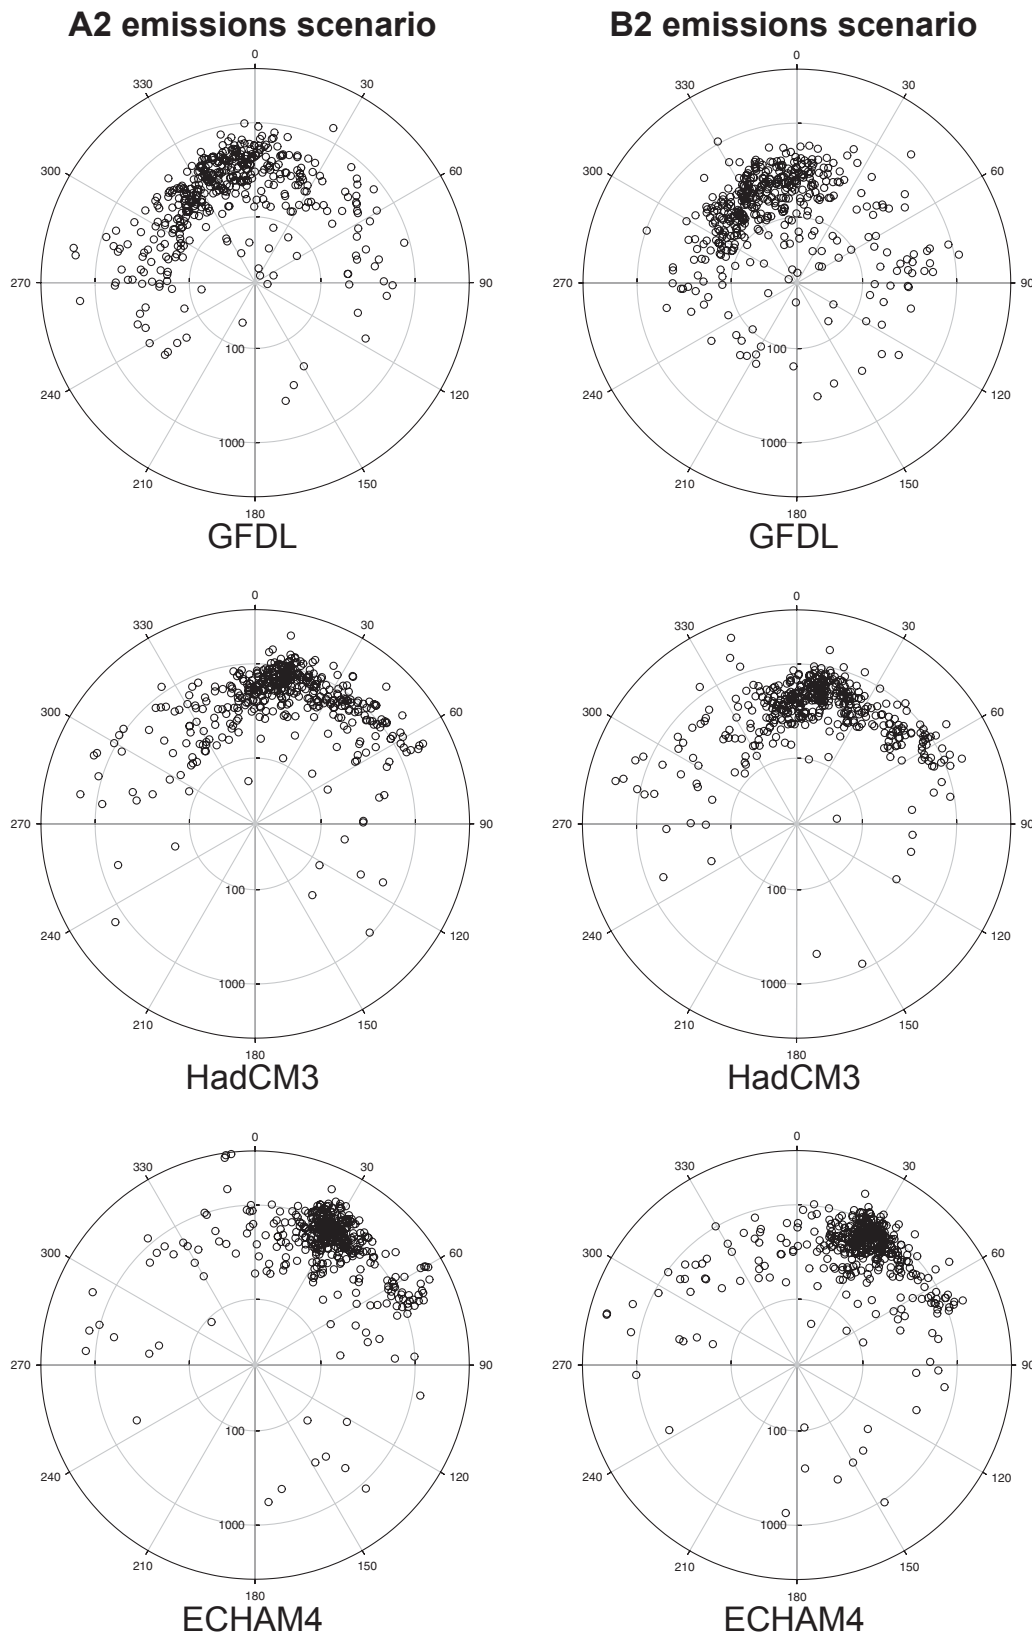 A2 emissions scenario B2 emissions scenario
0 0
330 30 330 30
300 60 300 60
270 90 270 90
100 100
240 120 240 120
1000 1000
210 150 210 150
180 180
GFDL GFDL
0 0
330 30 330 30
300 60 300 60
270 90 270 90
100 100
240 120 240 120
1000 1000
210 150 210 150
180 180
HadCM3 HadCM3
0 0
330 30 330 30
300 60 300 60
270 90 270 90
100 100
240 120 240 120
1000 1000
210 150 210 150
180 180
ECHAM4 ECHAM4